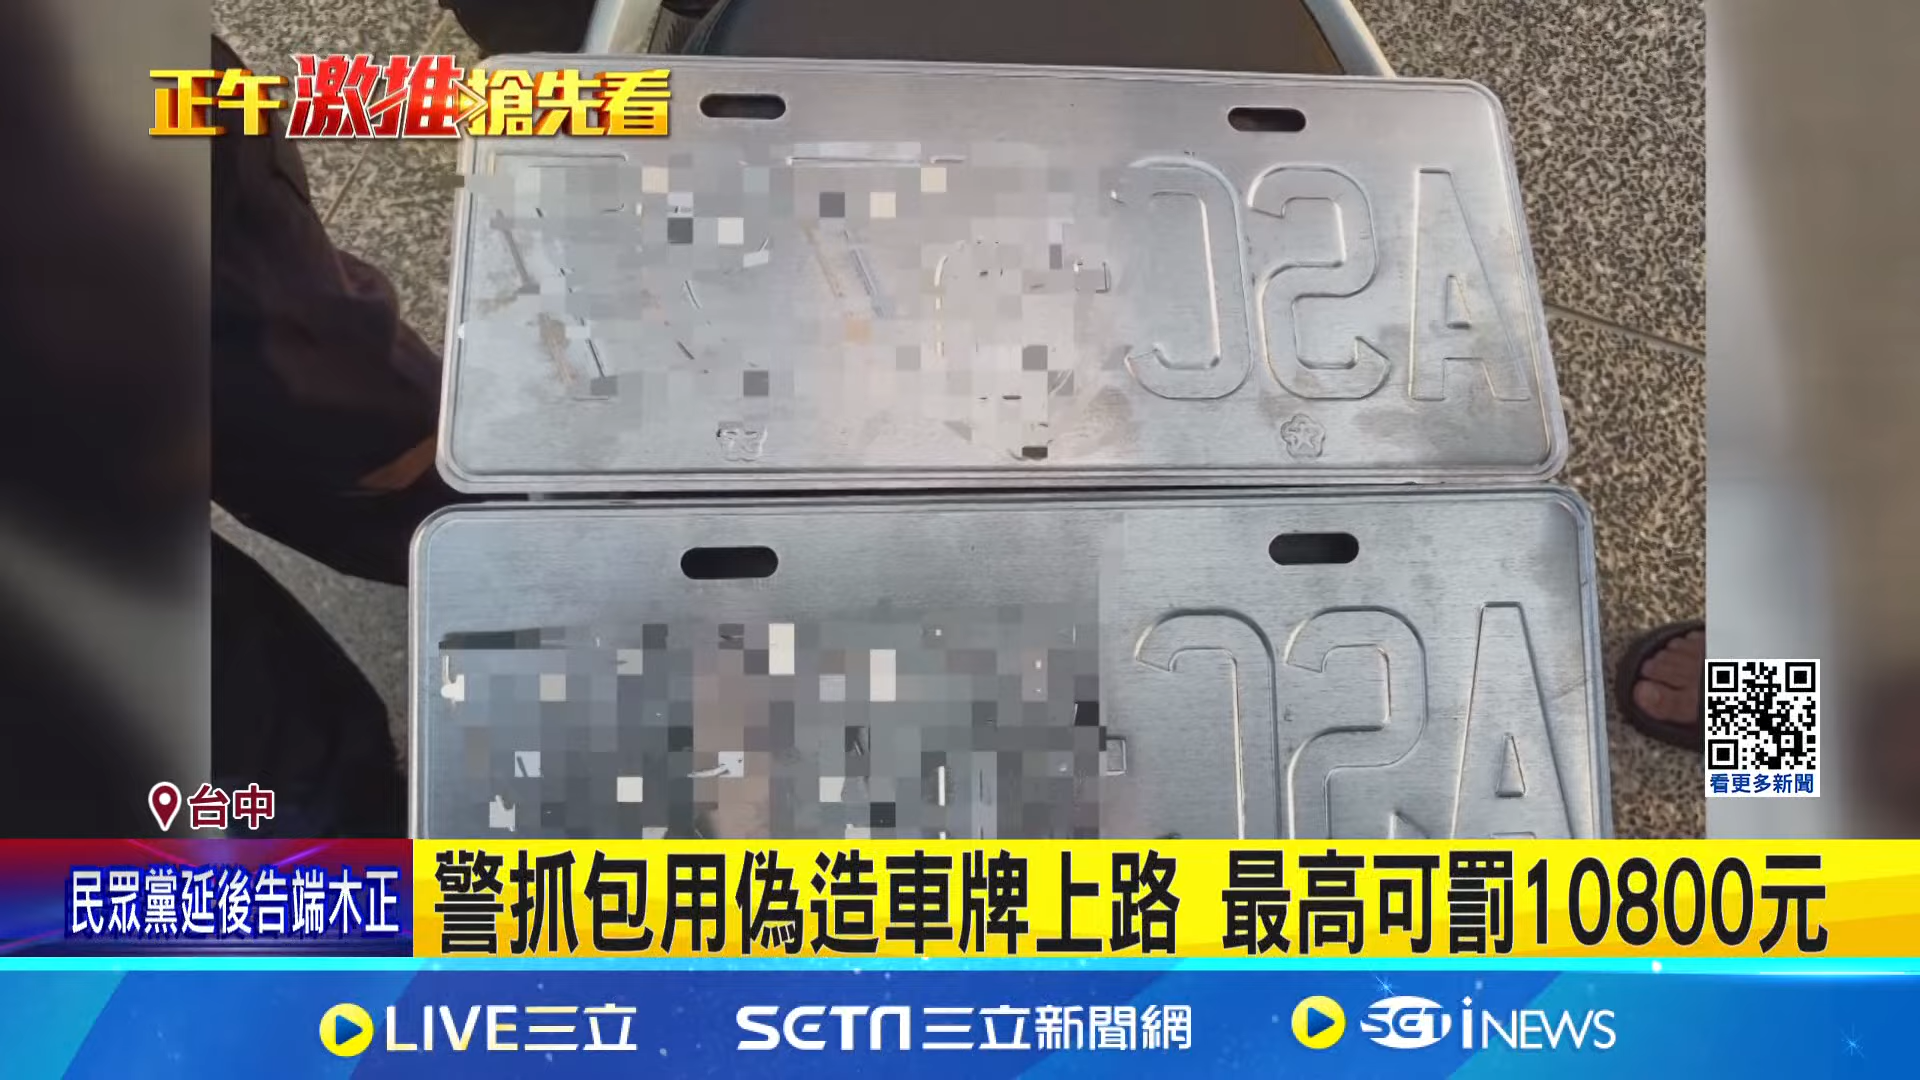 正午激推搶先看
ASC
ASC
看更多新聞
台中
民眾黨延後告端木正
警抓包用偽造車牌上路 最高可罰10800元
LIVE三立
SETN三立新聞網
SET iNEWS